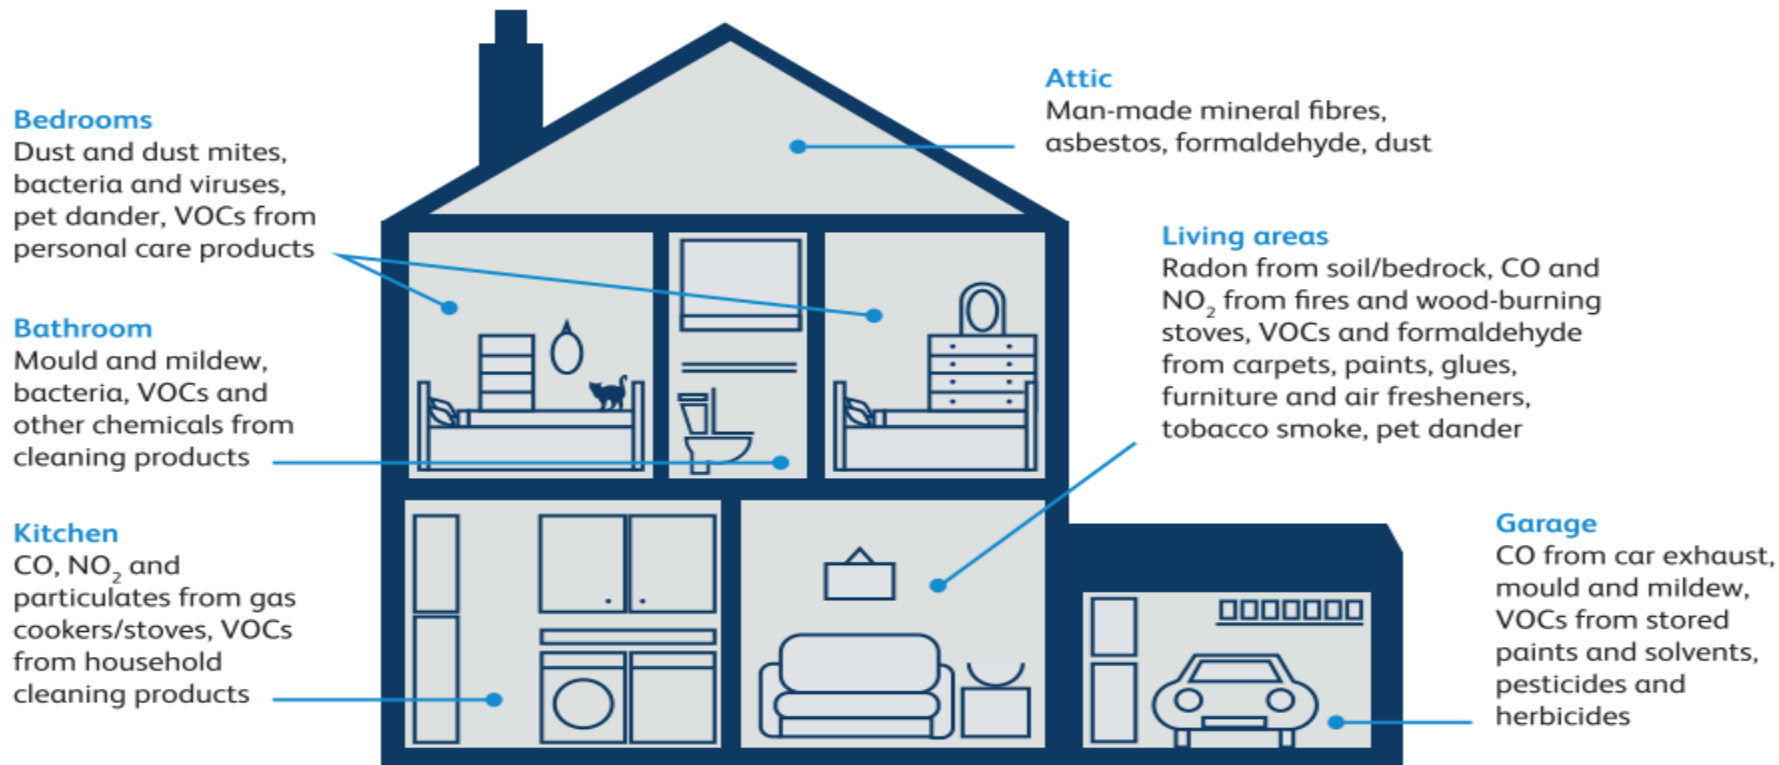 Bedrooms
Dust and dust mites,
bacteria and viruses,
pet dander, VOCs from
personal care products
Bathroom
Mould and mildew,
bacteria, VOCs and
other chemicals from
cleaning products
Kitchen
CO, NO₂ and
particulates from gas
cookers/stoves, VOCs
from household
cleaning products
Attic
Man-made mineral fibres,
asbestos, formaldehyde, dust
Living areas
Radon from soil/bedrock, CO and
NO₂ from fires and wood-burning
stoves, VOCs and formaldehyde
from carpets, paints, glues,
furniture and air fresheners,
tobacco smoke, pet dander
Garage
CO from car exhaust,
mould and mildew,
VOCs from stored
paints and solvents,
pesticides and
herbicides